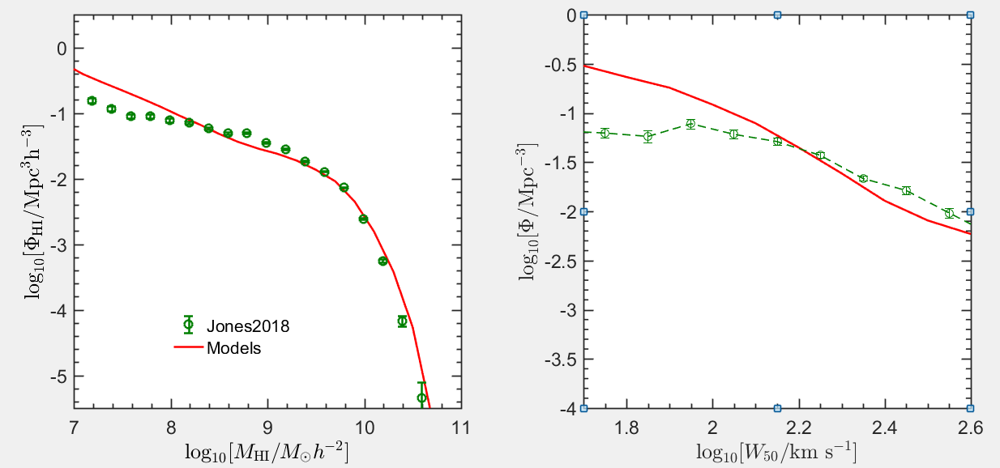 0
-1
-2
-3
-4
-5
7 8 9 10 11
log10[ΦHI/Mpc³h⁻³]
log10[MHI/M⊙h⁻²]
Jones2018
Models
0
-0.5
-1
-1.5
-2
-2.5
-3
-3.5
-4
1.8 2 2.2 2.4 2.6
log10[Φ/Mpc⁻³]
log10[W50/km s⁻¹]